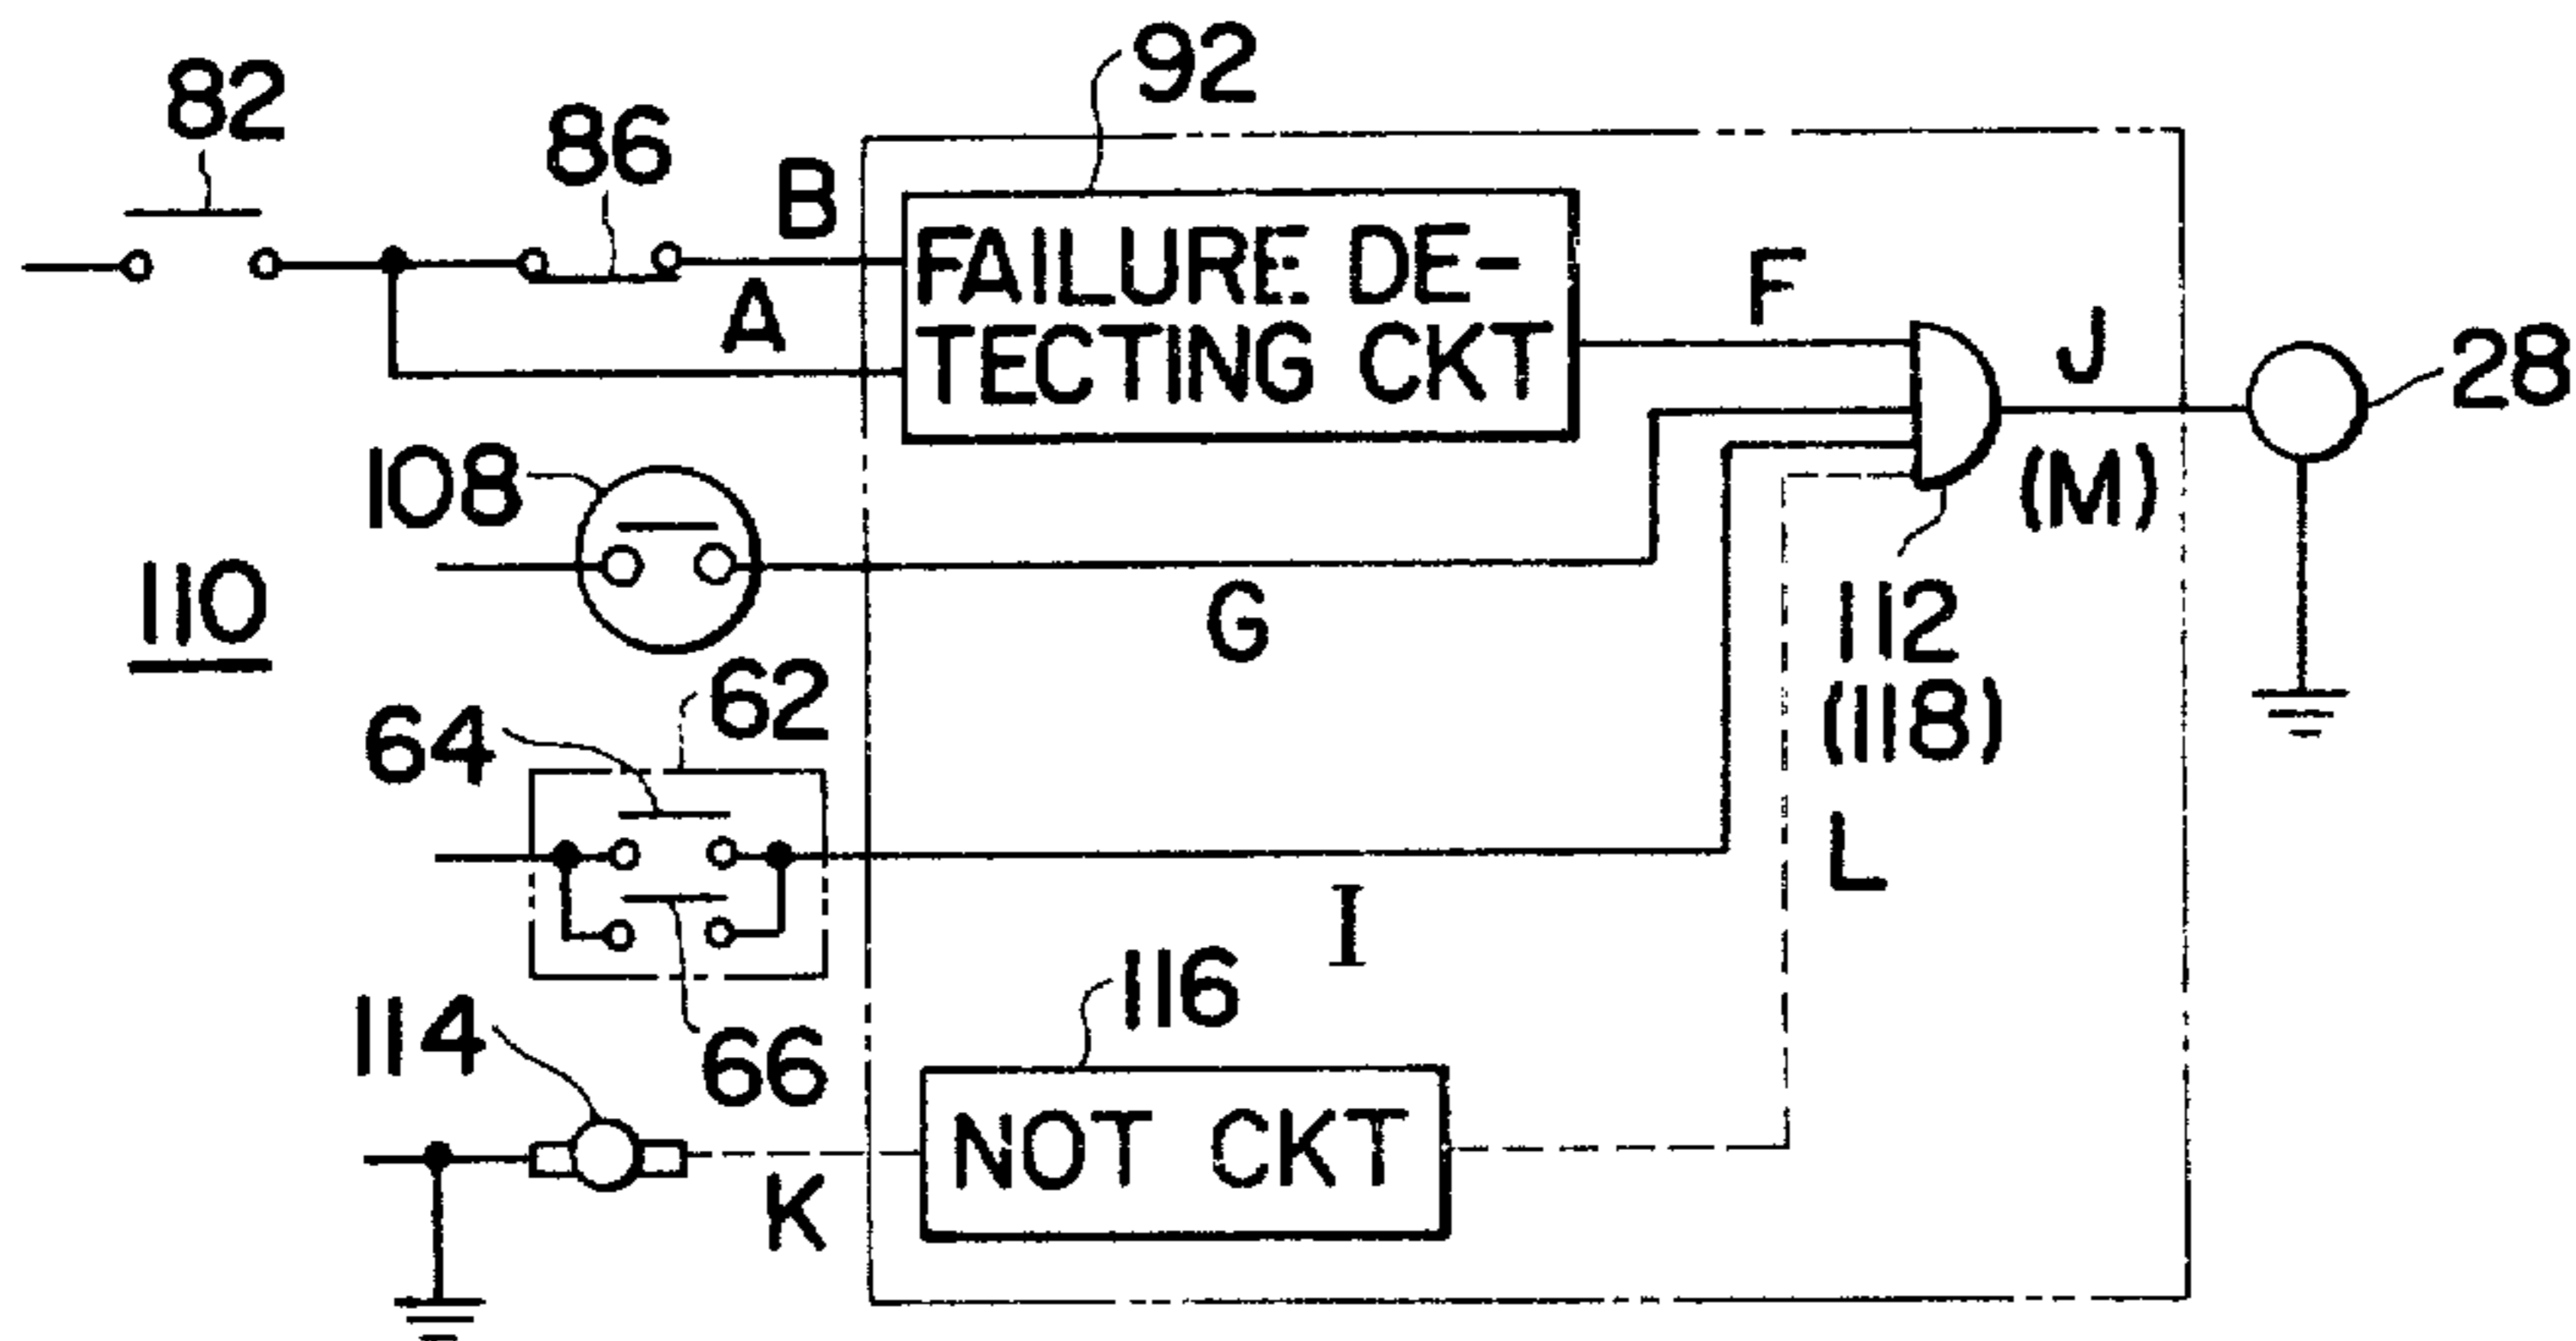 92
82
86
B
FAILURE DE-
TECTING CKT
A
F
J
28
(M)
108
110
G
112
(118)
62
64
L
I
116
114
66
NOT CKT
K